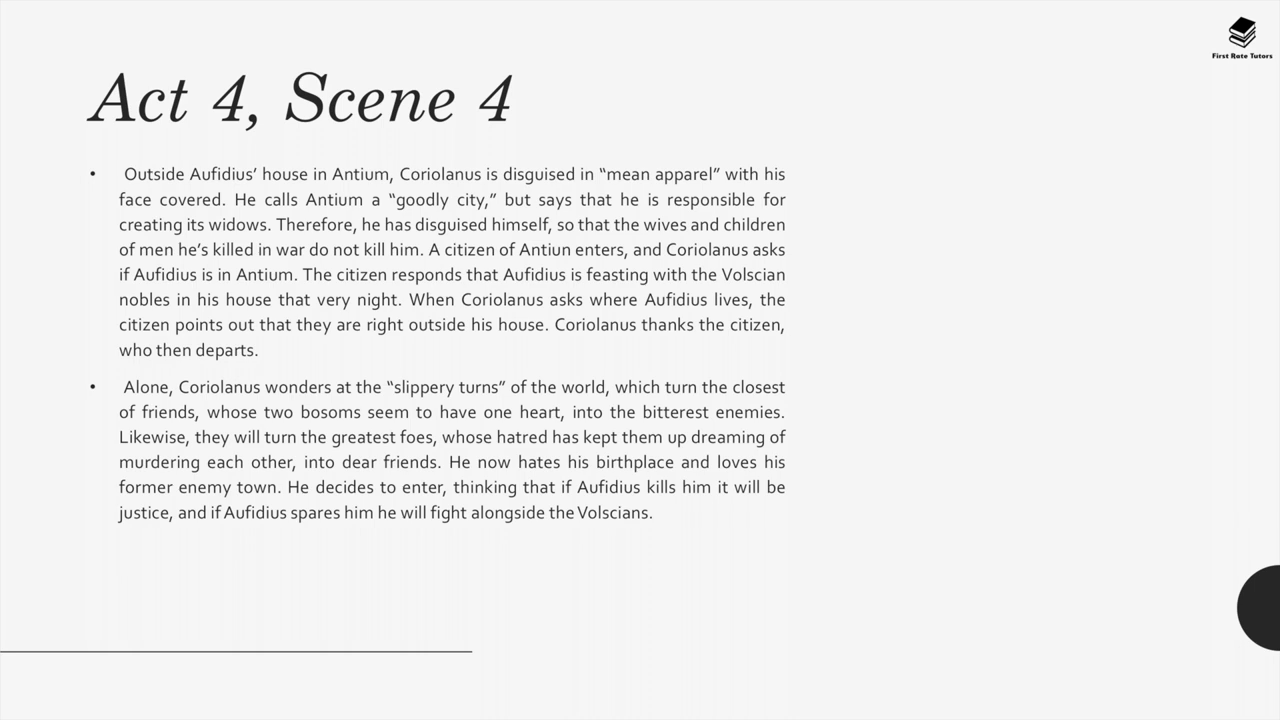 First Rate Tutors
Act 4, Scene 4
• Outside Aufidius’ house in Antium, Coriolanus is disguised in “mean apparel” with his
face covered. He calls Antium a “goodly city,” but says that he is responsible for
creating its widows. Therefore, he has disguised himself, so that the wives and children
of men he’s killed in war do not kill him. A citizen of Antiun enters, and Coriolanus asks
if Aufidius is in Antium. The citizen responds that Aufidius is feasting with the Volscian
nobles in his house that very night. When Coriolanus asks where Aufidius lives, the
citizen points out that they are right outside his house. Coriolanus thanks the citizen,
who then departs.
• Alone, Coriolanus wonders at the “slippery turns” of the world, which turn the closest
of friends, whose two bosoms seem to have one heart, into the bitterest enemies.
Likewise, they will turn the greatest foes, whose hatred has kept them up dreaming of
murdering each other, into dear friends. He now hates his birthplace and loves his
former enemy town. He decides to enter, thinking that if Aufidius kills him it will be
justice, and if Aufidius spares him he will fight alongside the Volscians.